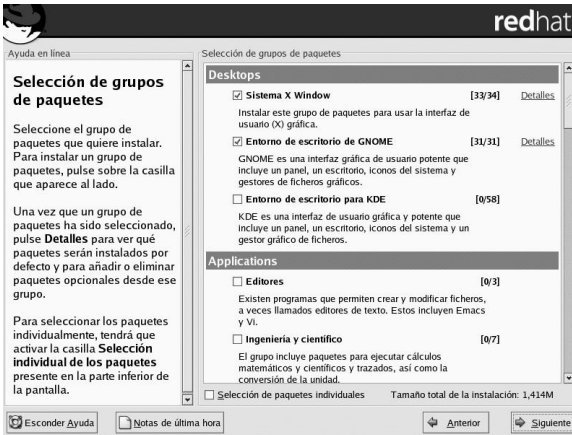 redhat
Ayuda en línea
Selección de grupos
de paquetes
Seleccione el grupo de
paquetes que quiere instalar.
Para instalar un grupo de
paquetes, pulse sobre la casilla
que aparece al lado.
Una vez que un grupo de
paquetes ha sido seleccionado,
pulse Detalles para ver qué
paquetes serán instalados por
defecto y para añadir o eliminar
paquetes opcionales desde ese
grupo.
Para seleccionar los paquetes
individualmente, tendrá que
activar la casilla Selección
individual de los paquetes
presente en la parte inferior de
la pantalla.
Selección de grupos de paquetes
Desktops
Sistema X Window [33/34] Detalles
Instalar este grupo de paquetes para usar la interfaz de
usuario (X) gráfica.
Entorno de escritorio de GNOME [31/31] Detalles
GNOME es una interfaz gráfica de usuario potente que
incluye un panel, un escritorio, iconos del sistema y
gestores de ficheros gráficos.
Entorno de escritorio para KDE [0/58]
KDE es una interfaz de usuario gráfica y potente que
incluye un panel, un escritorio, iconos del sistema y un
gestor gráfico de ficheros.
Applications
Editores [0/3]
Existen programas que permiten crear y modificar ficheros,
a veces llamados editores de texto. Estos incluyen Emacs
y Vi.
Ingeniería y científico [0/7]
El grupo incluye paquetes para ejecutar cálculos
matemáticos y científicos y trazados, así como la
conversión de la unidad.
Selección de paquetes individuales Tamaño total de la instalación: 1,414M
Esconder Ayuda Notas de última hora Anterior Siguiente